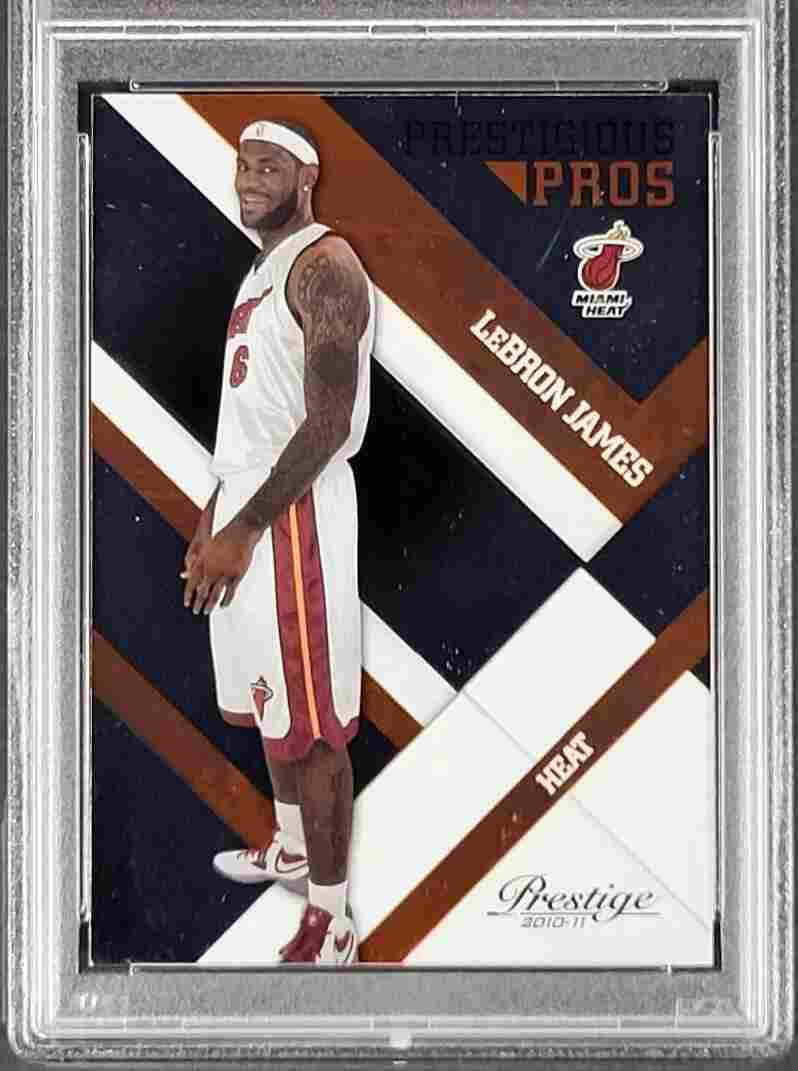 PRESTIGIOUS
PROS
MIAMI
HEAT
LEBRON JAMES
6
HEAT
Prestige
2010-11